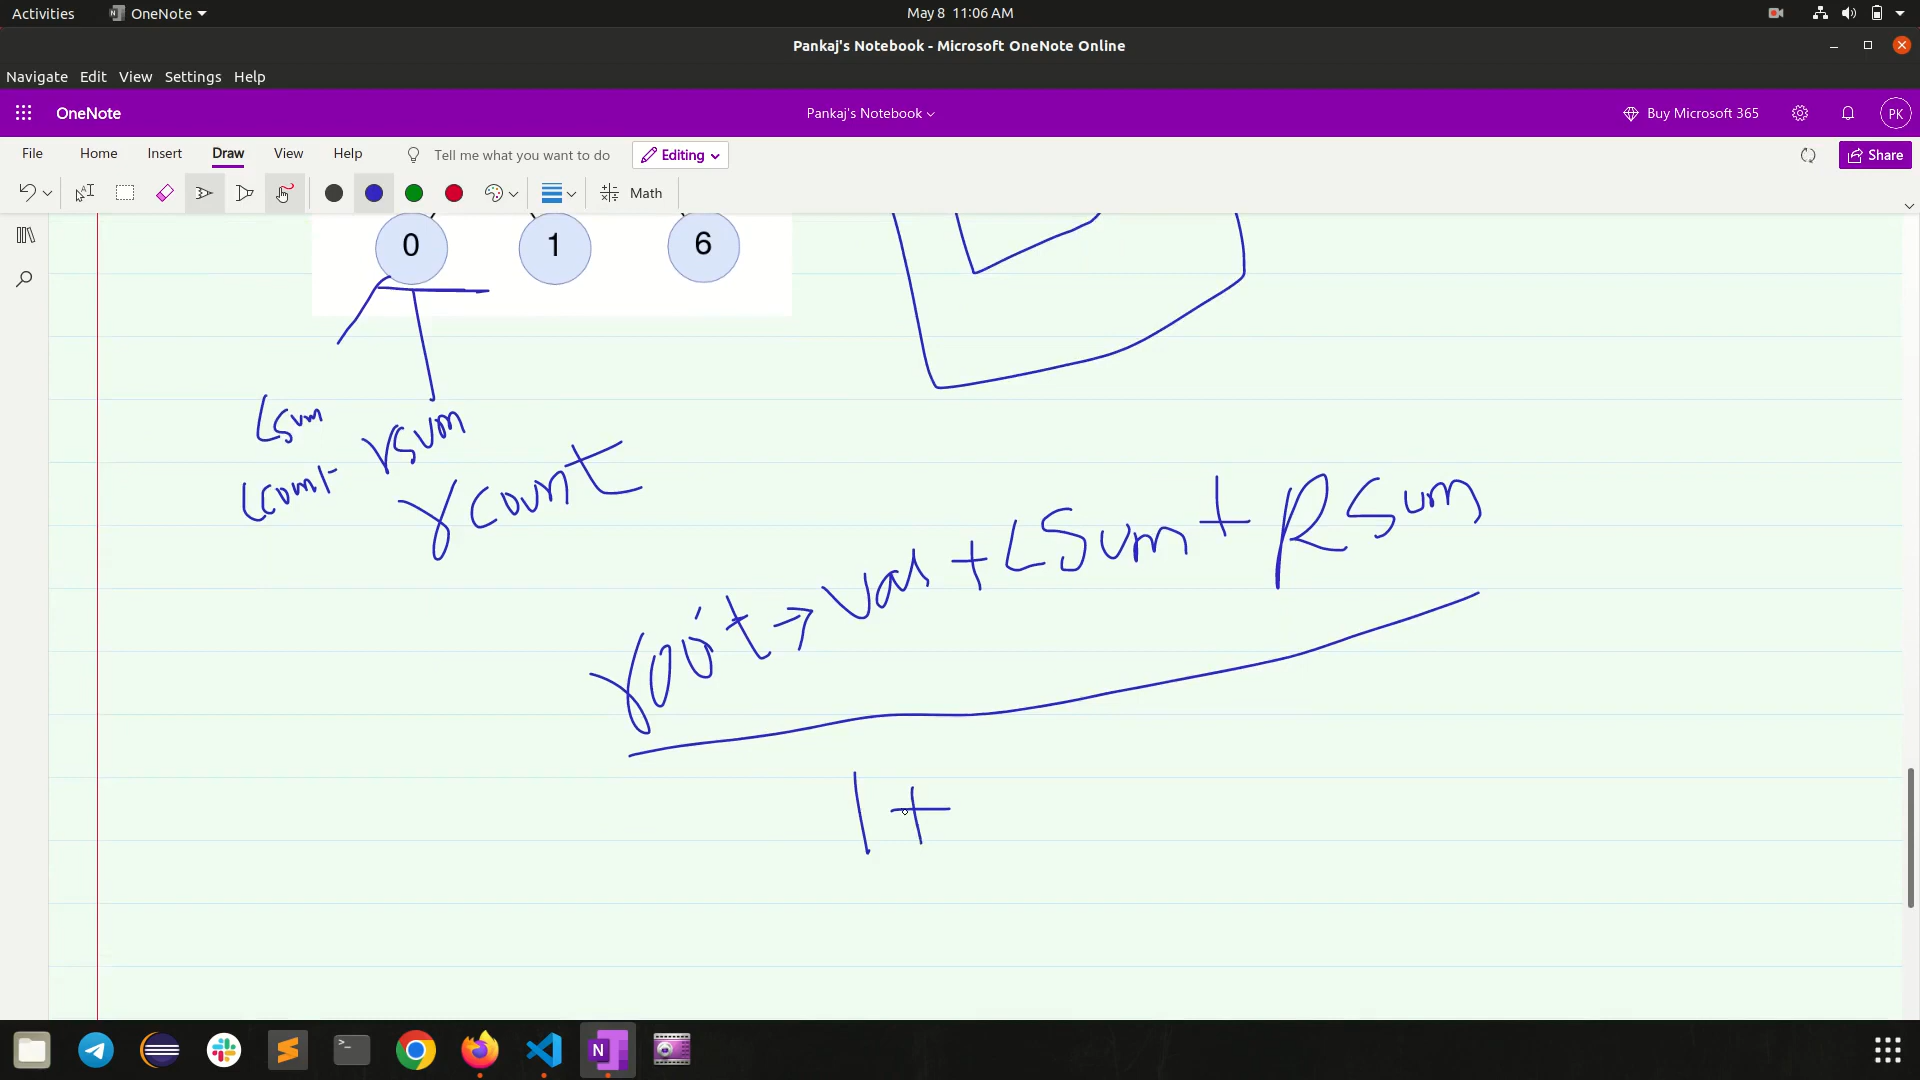 Activities OneNote May 8 11:06 AM
Pankaj's Notebook - Microsoft OneNote Online
Navigate Edit View Settings Help
OneNote Pankaj's Notebook Buy Microsoft 365 PK
File Home Insert Draw View Help Tell me what you want to do Editing Share
Math
0 1 6
Lsum
rsum
Lcount
rcount
root → val + LSum + RSum
1 +